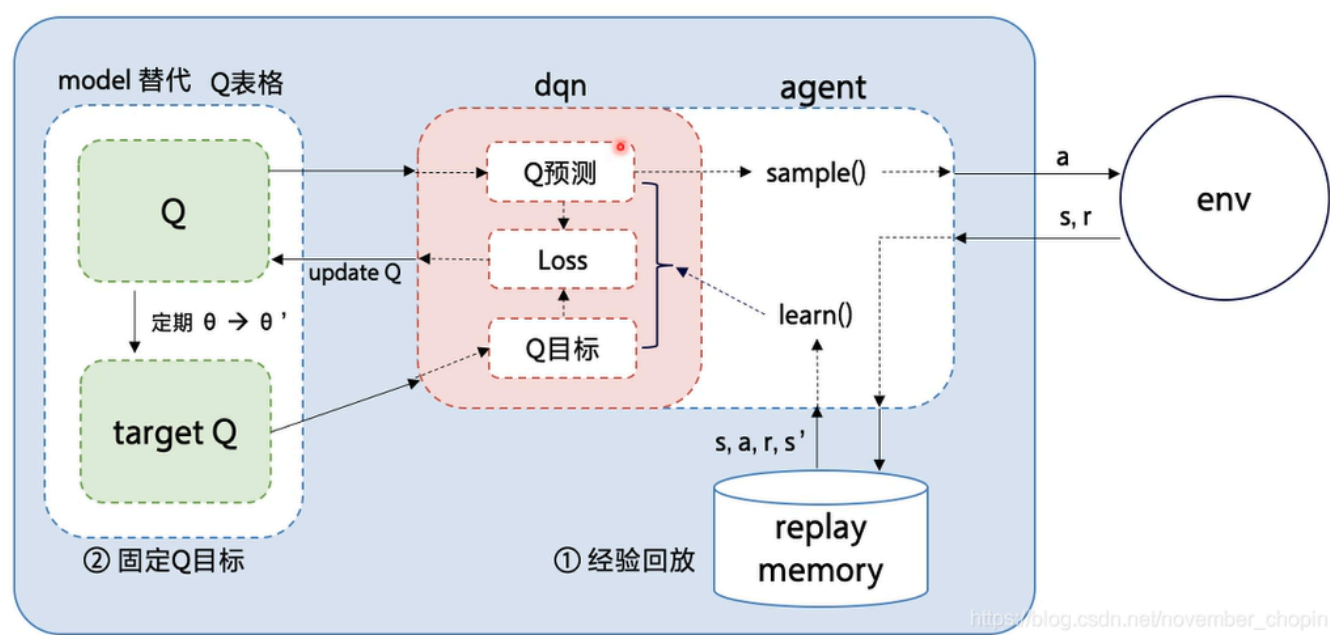 model 替代 Q表格
dqn
agent
Q
Q预测
sample()
a
env
s, r
Loss
update Q
learn()
定期 θ → θ’
Q目标
target Q
s, a, r, s’
replay
memory
② 固定Q目标
① 经验回放
https://blog.csdn.net/november_chopin